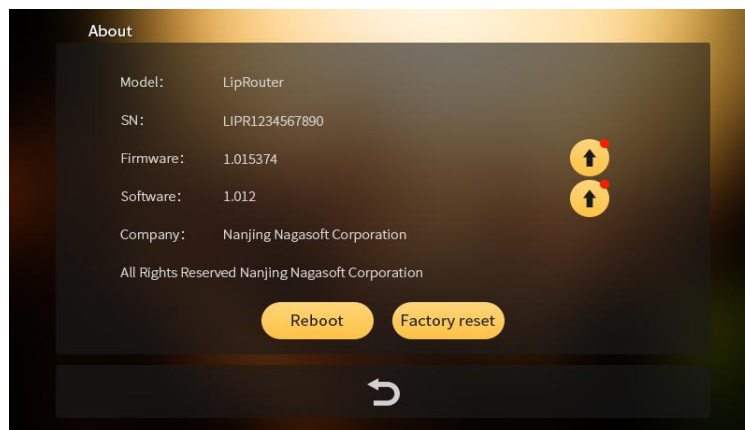 About
Model: LipRouter
SN: LIPR1234567890
Firmware: 1.015374
Software: 1.012
Company: Nanjing Nagasoft Corporation
All Rights Reserved Nanjing Nagasoft Corporation
Reboot Factory reset